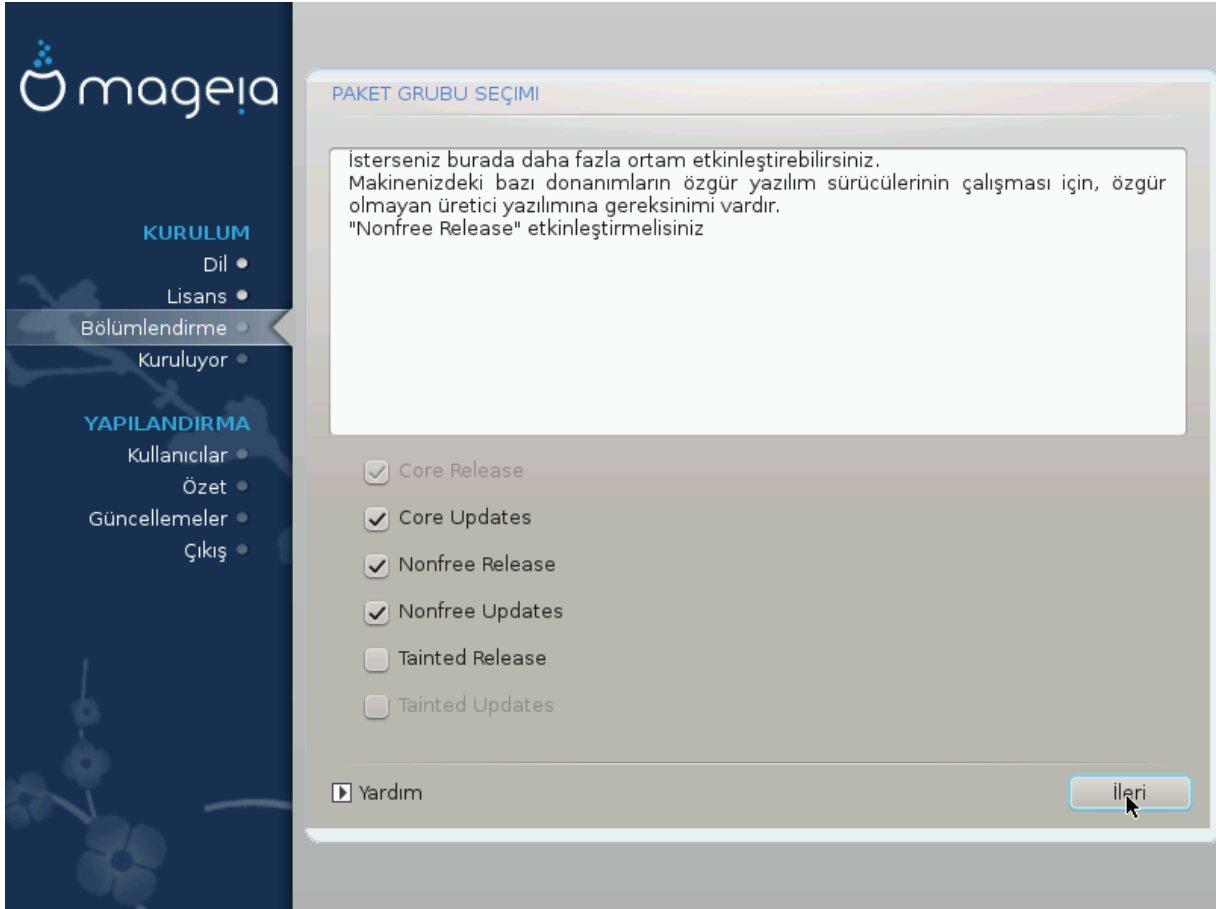 mageia
KURULUM
Dil
Lisans
Bölümlendirme
Kuruluyor
YAPILANDIRMA
Kullanıcılar
Özet
Güncellemeler
Çıkış
PAKET GRUBU SEÇIMI
İsterseniz burada daha fazla ortam etkinleştirebilirsiniz.
Makinenizdeki bazı donanımların özgür yazılım sürücülerinin çalışması için, özgür
olmayan üretici yazılımına gereksinimi vardır.
"Nonfree Release" etkinleştirmelisiniz
Core Release
Core Updates
Nonfree Release
Nonfree Updates
Tainted Release
Tainted Updates
Yardım
İleri